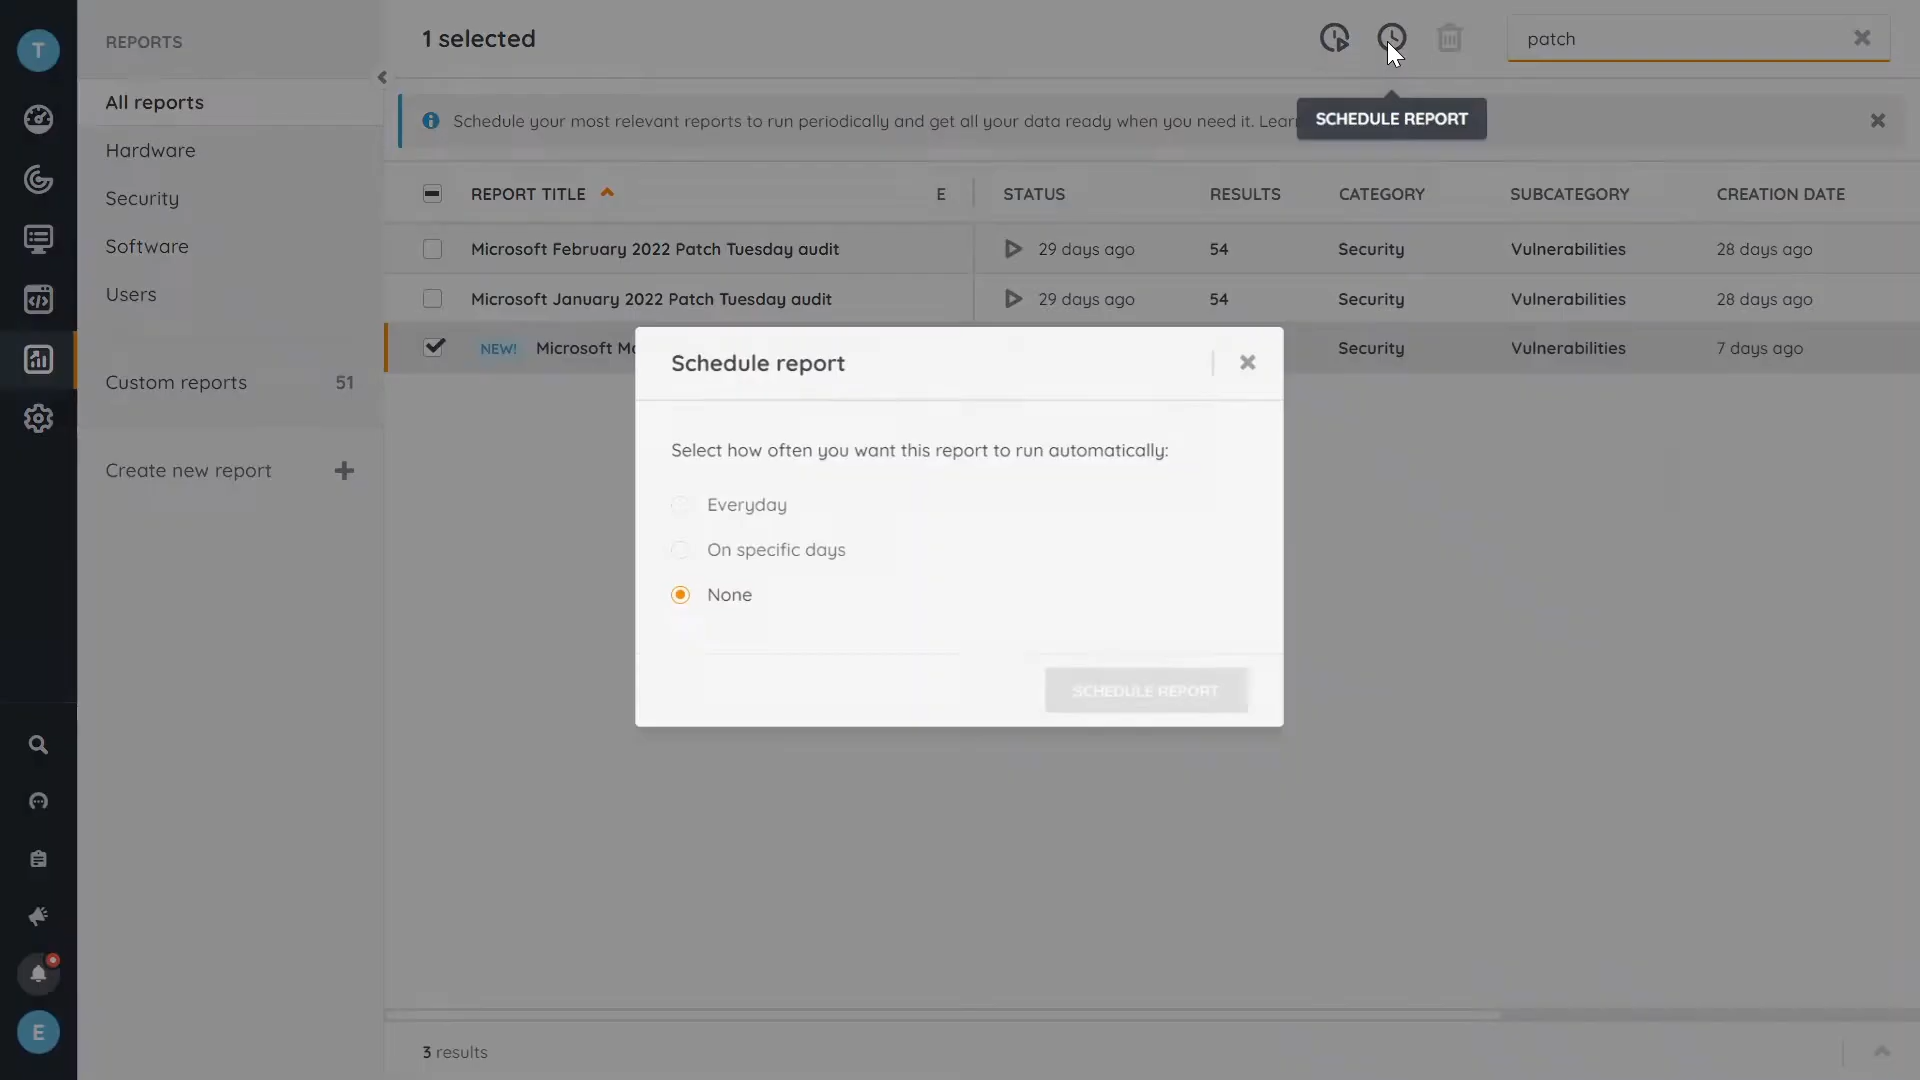 T
REPORTS
1 selected
patch
All reports
Hardware
Security
Software
Users
Custom reports 51
Create new report
Schedule your most relevant reports to run periodically and get all your data ready when you need it.
SCHEDULE REPORT
REPORT TITLE E STATUS RESULTS CATEGORY SUBCATEGORY CREATION DATE
Microsoft February 2022 Patch Tuesday audit 29 days ago 54 Security Vulnerabilities 28 days ago
Microsoft January 2022 Patch Tuesday audit 29 days ago 54 Security Vulnerabilities 28 days ago
NEW! Microsoft Security Vulnerabilities 7 days ago
Schedule report
Select how often you want this report to run automatically:
Everyday
On specific days
None
SCHEDULE REPORT
E
3 results